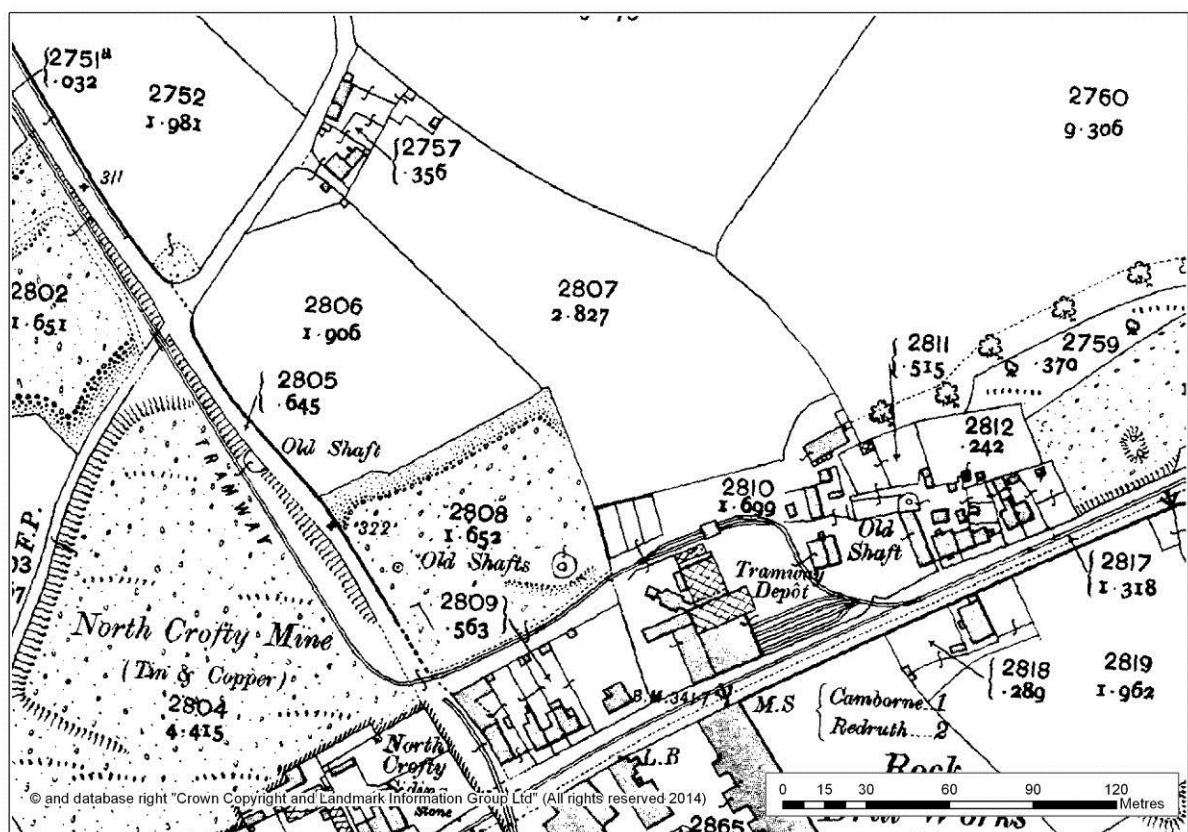 2751a
.032
2752
1.981
311
2757
.356
2760
9.306
2802
1.651
2806
1.906
2807
2.827
2805
.645
Old Shaft
TRAMWAY
322
2808
1.652
Old Shafts
2809
.563
2810
1.699
2811
.515
2759
.370
2812
.242
Old
Shaft
Tramway
Depôt
2817
1.318
F.P.
North Crofty Mine
(Tin & Copper)
2804
4.415
B.M.341.7
M.S
Camborne 1
Redruth 2
2818
.289
2819
1.962
North
Crofty
Stone
L.B
2865
Rock
Drill Works
© and database right "Crown Copyright and Landmark Information Group Ltd" (All rights reserved 2014)
0 15 30 60 90 120
Metres